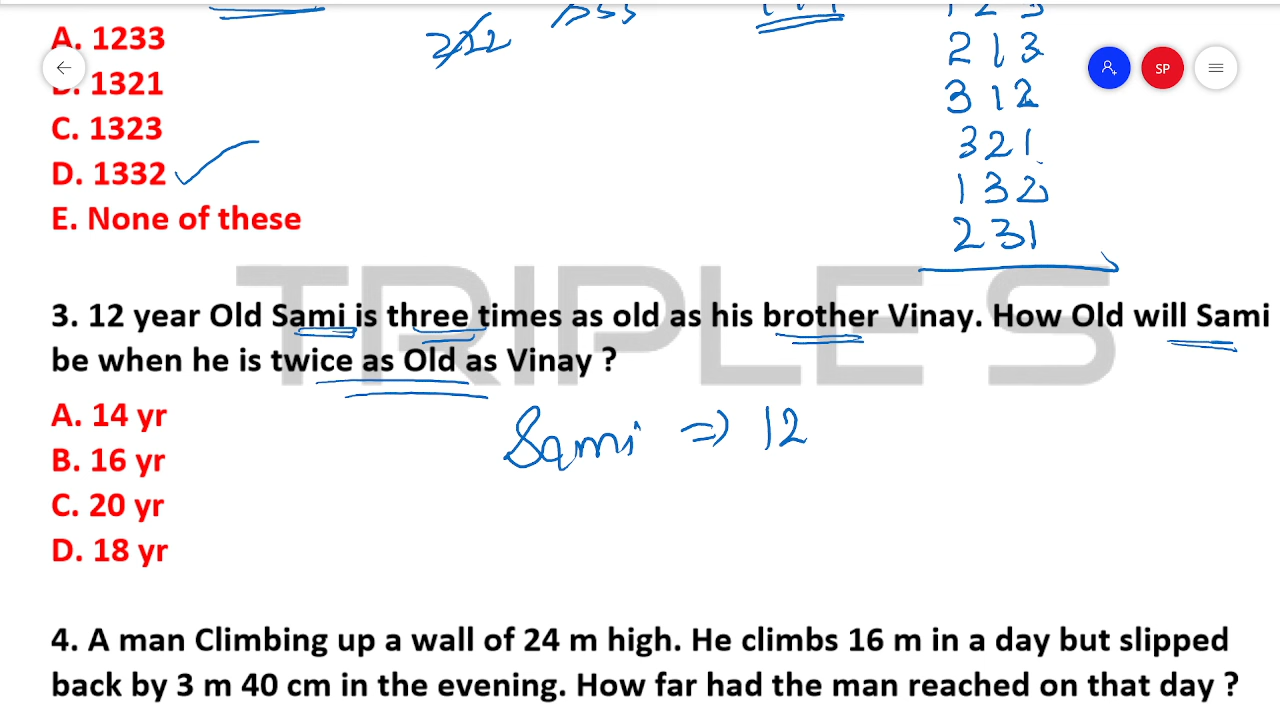 1 2 3
A. 1233
222
213
SP
B. 1321
312
C. 1323
321
D. 1332
132
E. None of these
231
TRIPLE S
3. 12 year Old Sami is three times as old as his brother Vinay. How Old will Sami
be when he is twice as Old as Vinay ?
A. 14 yr
Sami => 12
B. 16 yr
C. 20 yr
D. 18 yr
4. A man Climbing up a wall of 24 m high. He climbs 16 m in a day but slipped
back by 3 m 40 cm in the evening. How far had the man reached on that day ?